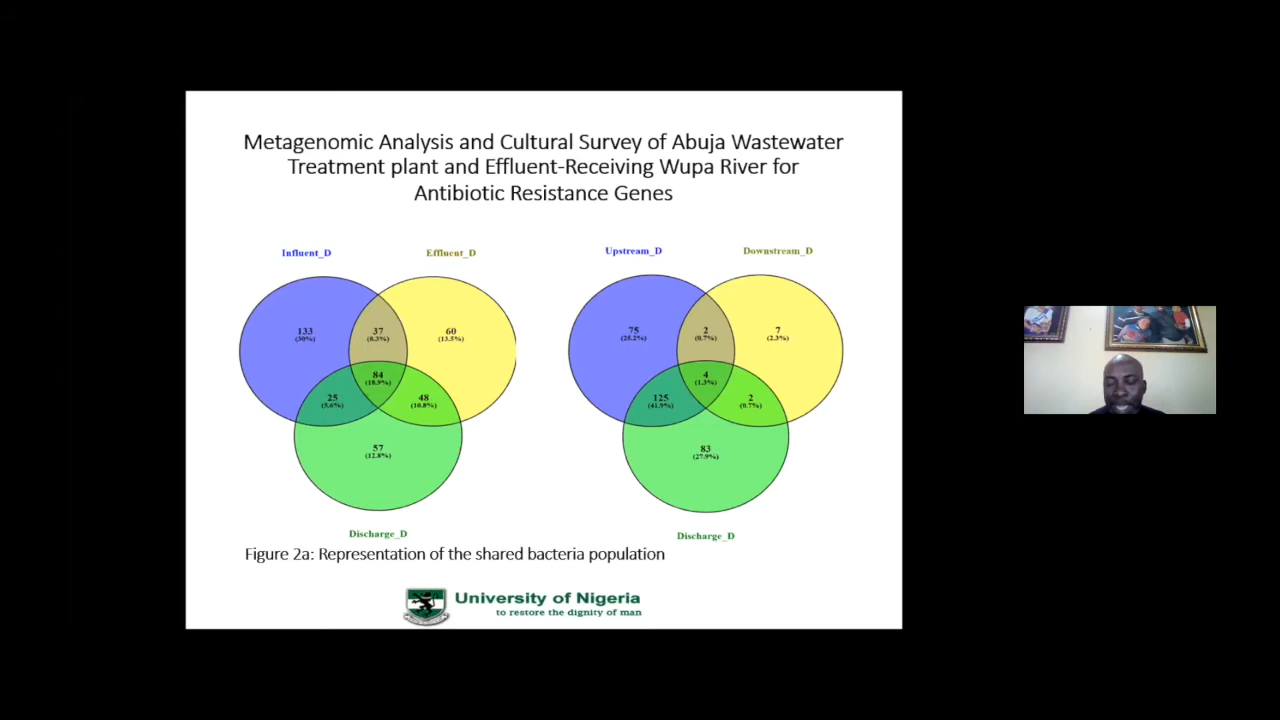 Metagenomic Analysis and Cultural Survey of Abuja Wastewater
Treatment plant and Effluent-Receiving Wupa River for
Antibiotic Resistance Genes
Influent_D
Effluent_D
133
(30%)
37
(8.3%)
60
(13.5%)
84
(18.9%)
25
(5.6%)
48
(10.8%)
57
(12.8%)
Discharge_D
Upstream_D
Downstream_D
75
(25.2%)
2
(0.7%)
7
(2.3%)
4
(1.3%)
125
(41.9%)
2
(0.7%)
83
(27.9%)
Discharge_D
Figure 2a: Representation of the shared bacteria population
University of Nigeria
to restore the dignity of man